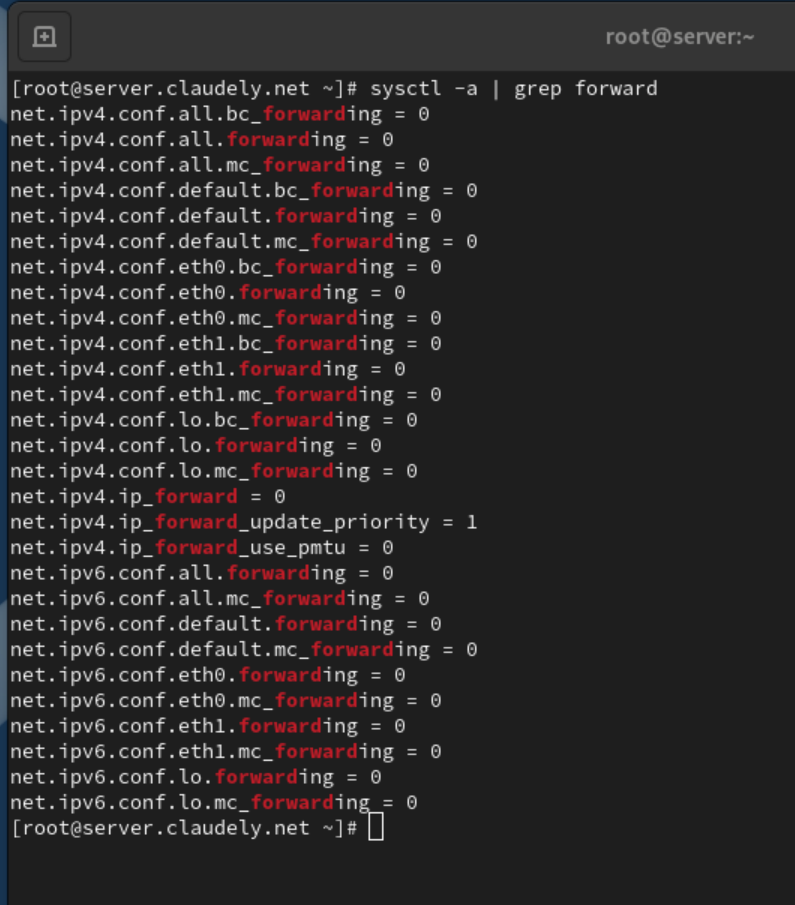 root@server:~
[root@server.claudely.net ~]# sysctl -a | grep forward
net.ipv4.conf.all.bc_forwarding = 0
net.ipv4.conf.all.forwarding = 0
net.ipv4.conf.all.mc_forwarding = 0
net.ipv4.conf.default.bc_forwarding = 0
net.ipv4.conf.default.forwarding = 0
net.ipv4.conf.default.mc_forwarding = 0
net.ipv4.conf.eth0.bc_forwarding = 0
net.ipv4.conf.eth0.forwarding = 0
net.ipv4.conf.eth0.mc_forwarding = 0
net.ipv4.conf.eth1.bc_forwarding = 0
net.ipv4.conf.eth1.forwarding = 0
net.ipv4.conf.eth1.mc_forwarding = 0
net.ipv4.conf.lo.bc_forwarding = 0
net.ipv4.conf.lo.forwarding = 0
net.ipv4.conf.lo.mc_forwarding = 0
net.ipv4.ip_forward = 0
net.ipv4.ip_forward_update_priority = 1
net.ipv4.ip_forward_use_pmtu = 0
net.ipv6.conf.all.forwarding = 0
net.ipv6.conf.all.mc_forwarding = 0
net.ipv6.conf.default.forwarding = 0
net.ipv6.conf.default.mc_forwarding = 0
net.ipv6.conf.eth0.forwarding = 0
net.ipv6.conf.eth0.mc_forwarding = 0
net.ipv6.conf.eth1.forwarding = 0
net.ipv6.conf.eth1.mc_forwarding = 0
net.ipv6.conf.lo.forwarding = 0
net.ipv6.conf.lo.mc_forwarding = 0
[root@server.claudely.net ~]#